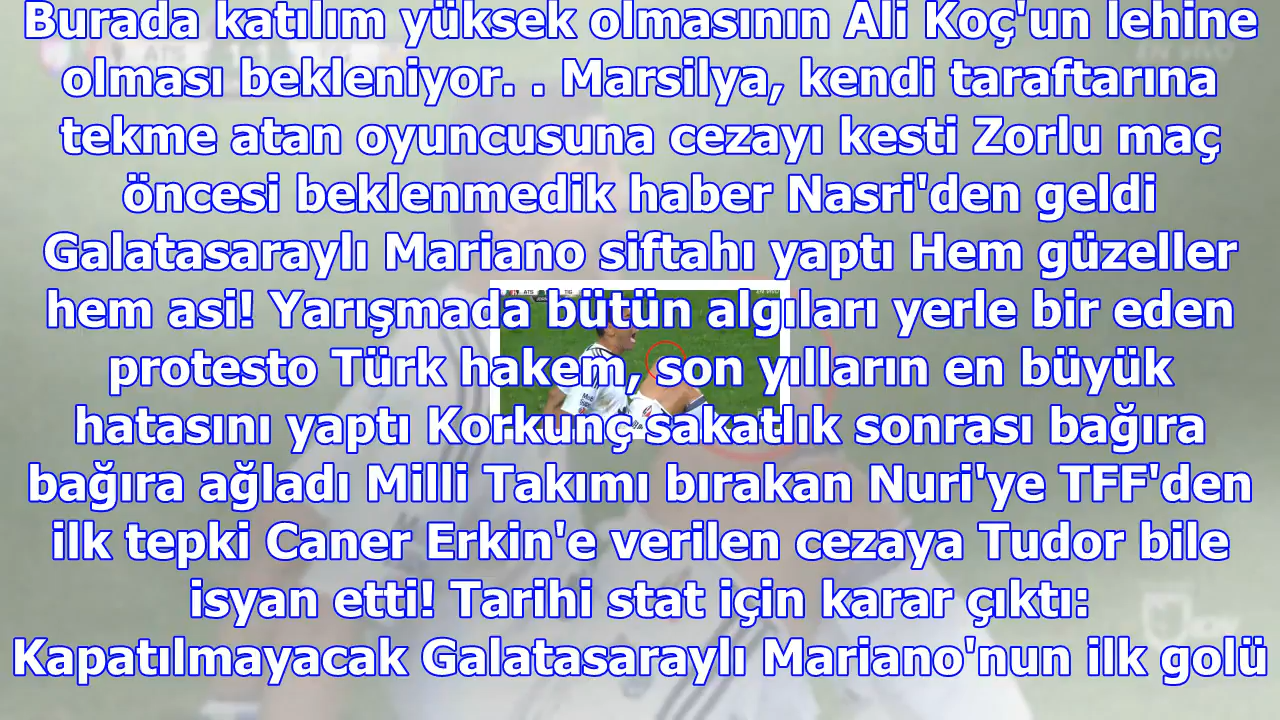 Burada katılım yüksek olmasının Ali Koç'un lehine
olması bekleniyor. . Marsilya, kendi taraftarına
tekme atan oyuncusuna cezayı kesti Zorlu maç
öncesi beklenmedik haber Nasri'den geldi
Galatasaraylı Mariano siftahı yaptı Hem güzeller
hem asi! Yarışmada bütün algıları yerle bir eden
protesto Türk hakem, son yılların en büyük
hatasını yaptı Korkunç sakatlık sonrası bağıra
bağıra ağladı Milli Takımı bırakan Nuri'ye TFF'den
ilk tepki Caner Erkin'e verilen cezaya Tudor bile
isyan etti! Tarihi stat için karar çıktı:
Kapatılmayacak Galatasaraylı Mariano'nun ilk golü